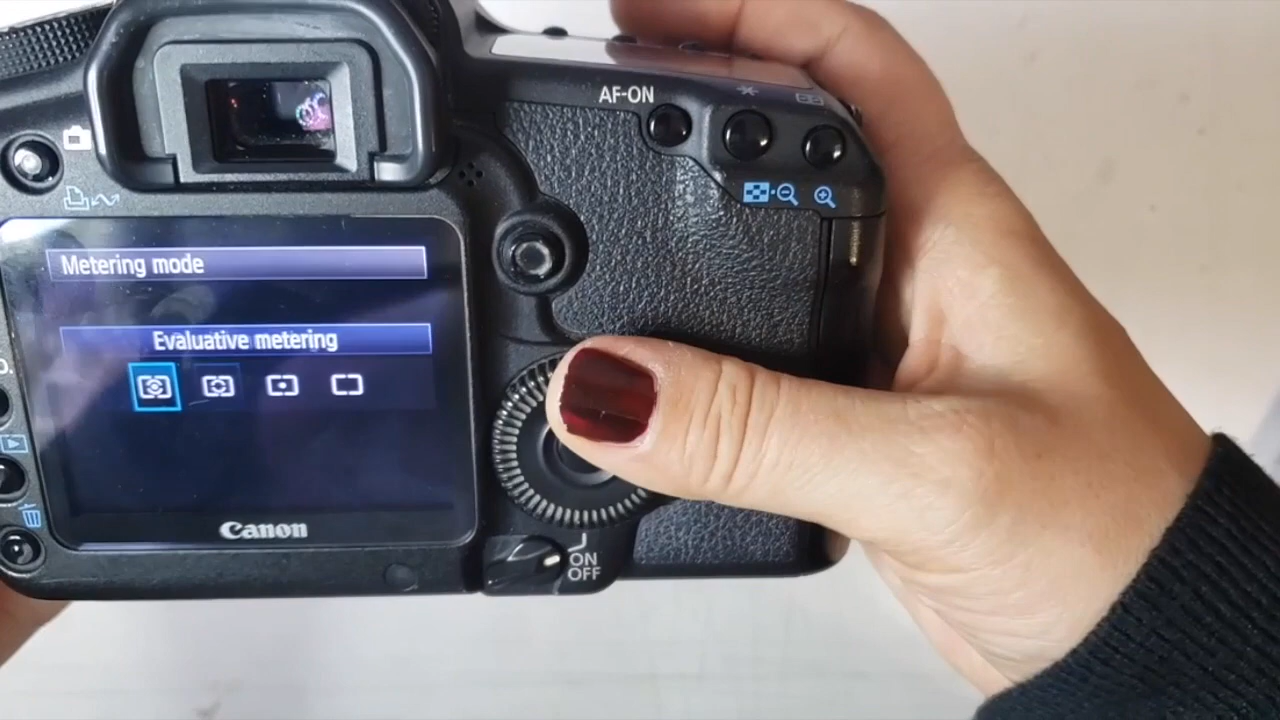 AF-ON
Metering mode
Evaluative metering
Canon
ON
OFF